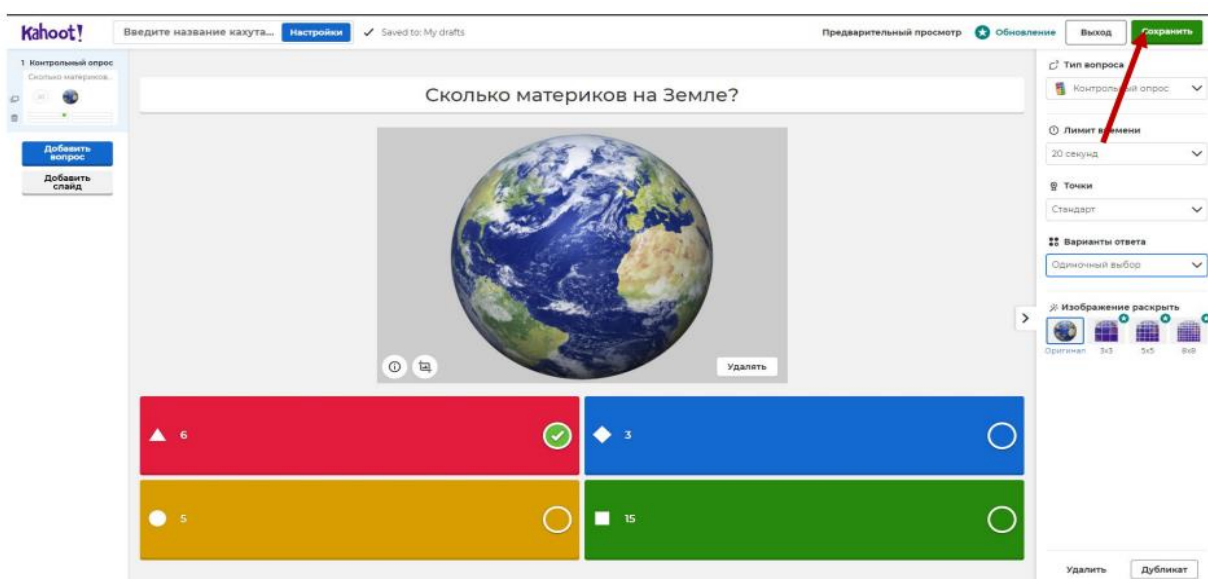 Kahoot!
Введите название кахута...
Настройки
Saved to: My drafts
Предварительный просмотр
Обновление
Выход
Сохранить
1 Контрольный опрос
Сколько материков...
Добавить
вопрос
Добавить
слайд
Сколько материков на Земле?
Удалять
6
3
5
15
Тип вопроса
Контрольный опрос
Лимит времени
20 секунд
Точки
Стандарт
Варианты ответа
Одиночный выбор
Изображение раскрыть
Оригинал 3x3 5x5 8x8
Удалить
Дубликат